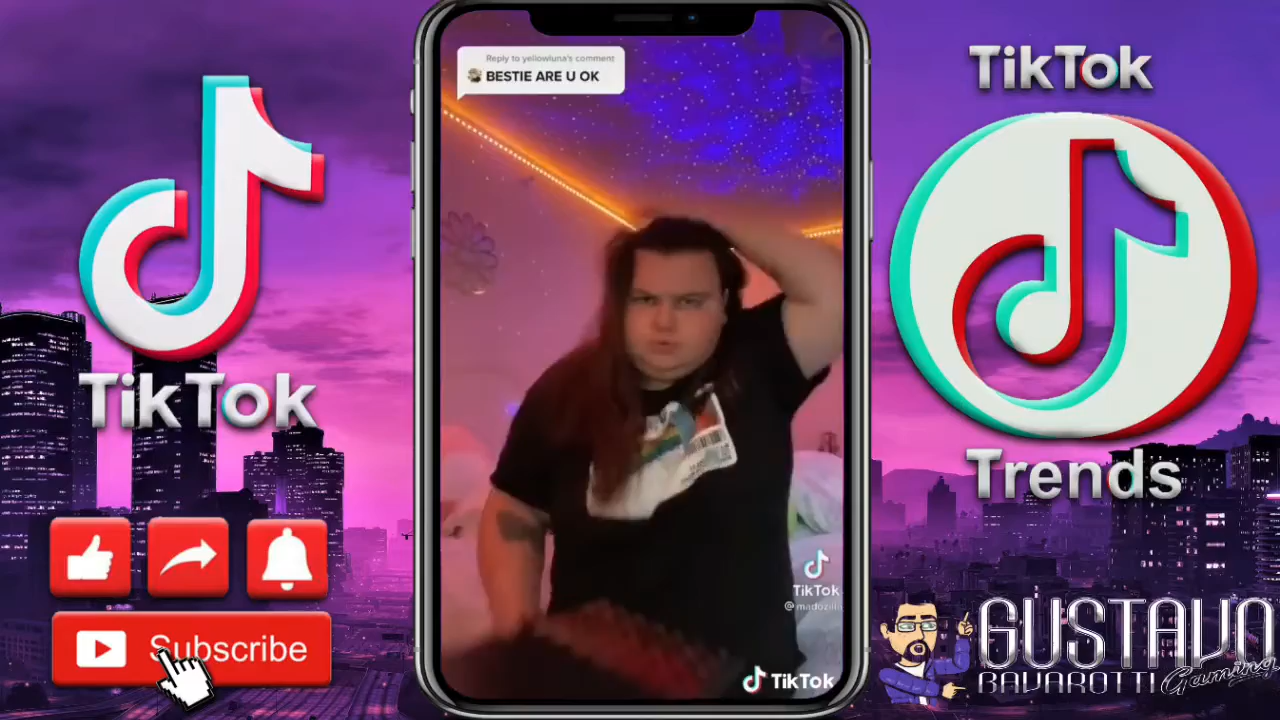 TikTok
Subscribe
Reply to yellowluna's comment
BESTIE ARE U OK
TikTok
TikTok
TikTok
Trends
GUSTAVO
BAVAROTTI Gaming